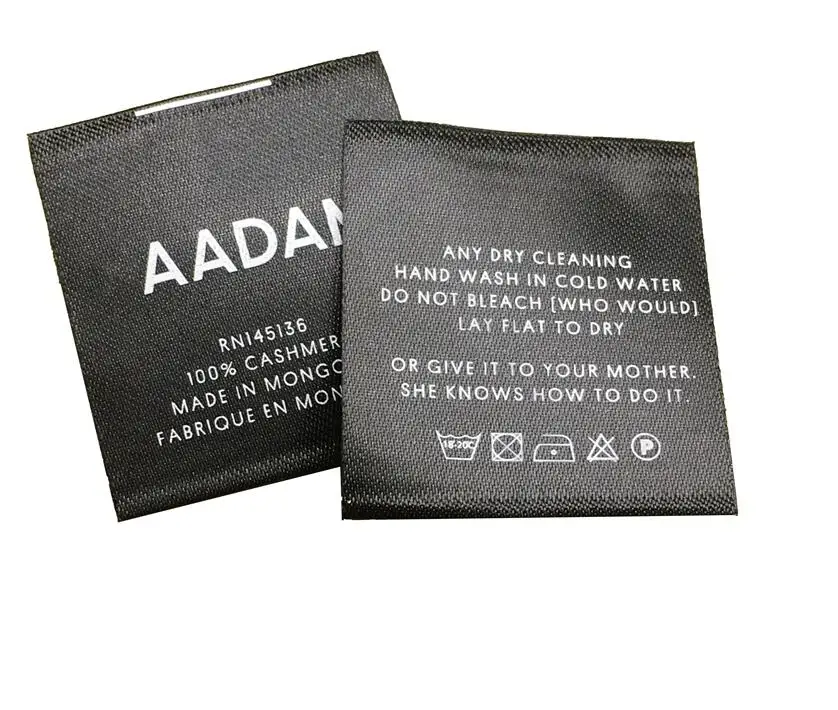 AADAM
RN145136
100% CASHMER
MADE IN MONGO
FABRIQUE EN MON
ANY DRY CLEANING
HAND WASH IN COLD WATER
DO NOT BLEACH [WHO WOULD]
LAY FLAT TO DRY
OR GIVE IT TO YOUR MOTHER.
SHE KNOWS HOW TO DO IT.
18-20C
P